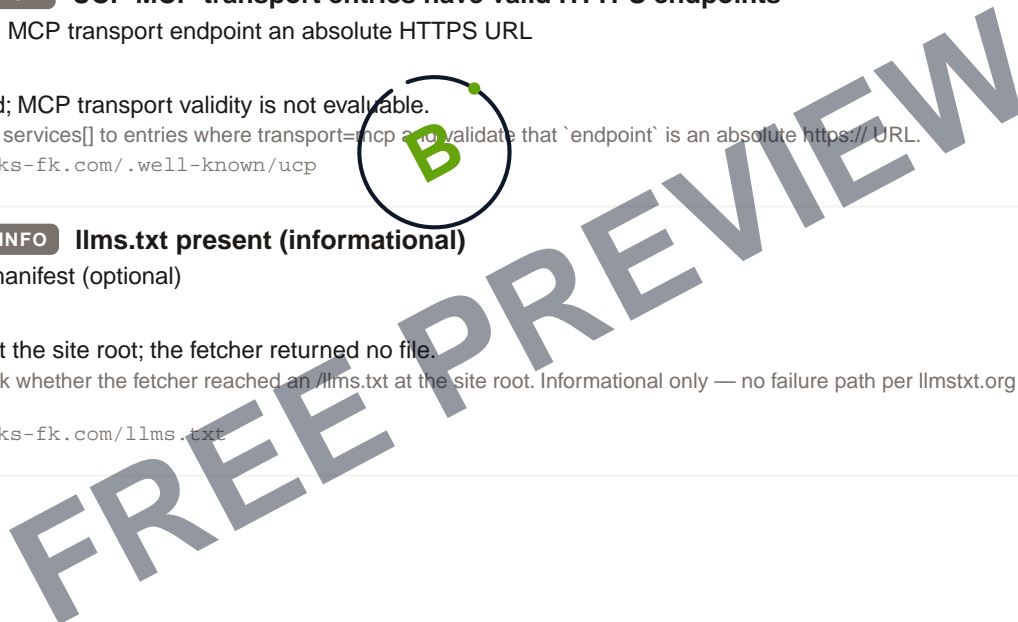 UCP MCP transport entries have valid HTTPS endpoints
MCP transport endpoint an absolute HTTPS URL
d; MCP transport validity is not evaluable.
services[] to entries where transport=mcp and validate that `endpoint` is an absolute https:// URL.
ks-fk.com/.well-known/ucp
B
INFO llms.txt present (informational)
manifest (optional)
t the site root; the fetcher returned no file.
k whether the fetcher reached an /llms.txt at the site root. Informational only — no failure path per llmstxt.org
ks-fk.com/llms.txt
FREE PREVIEW